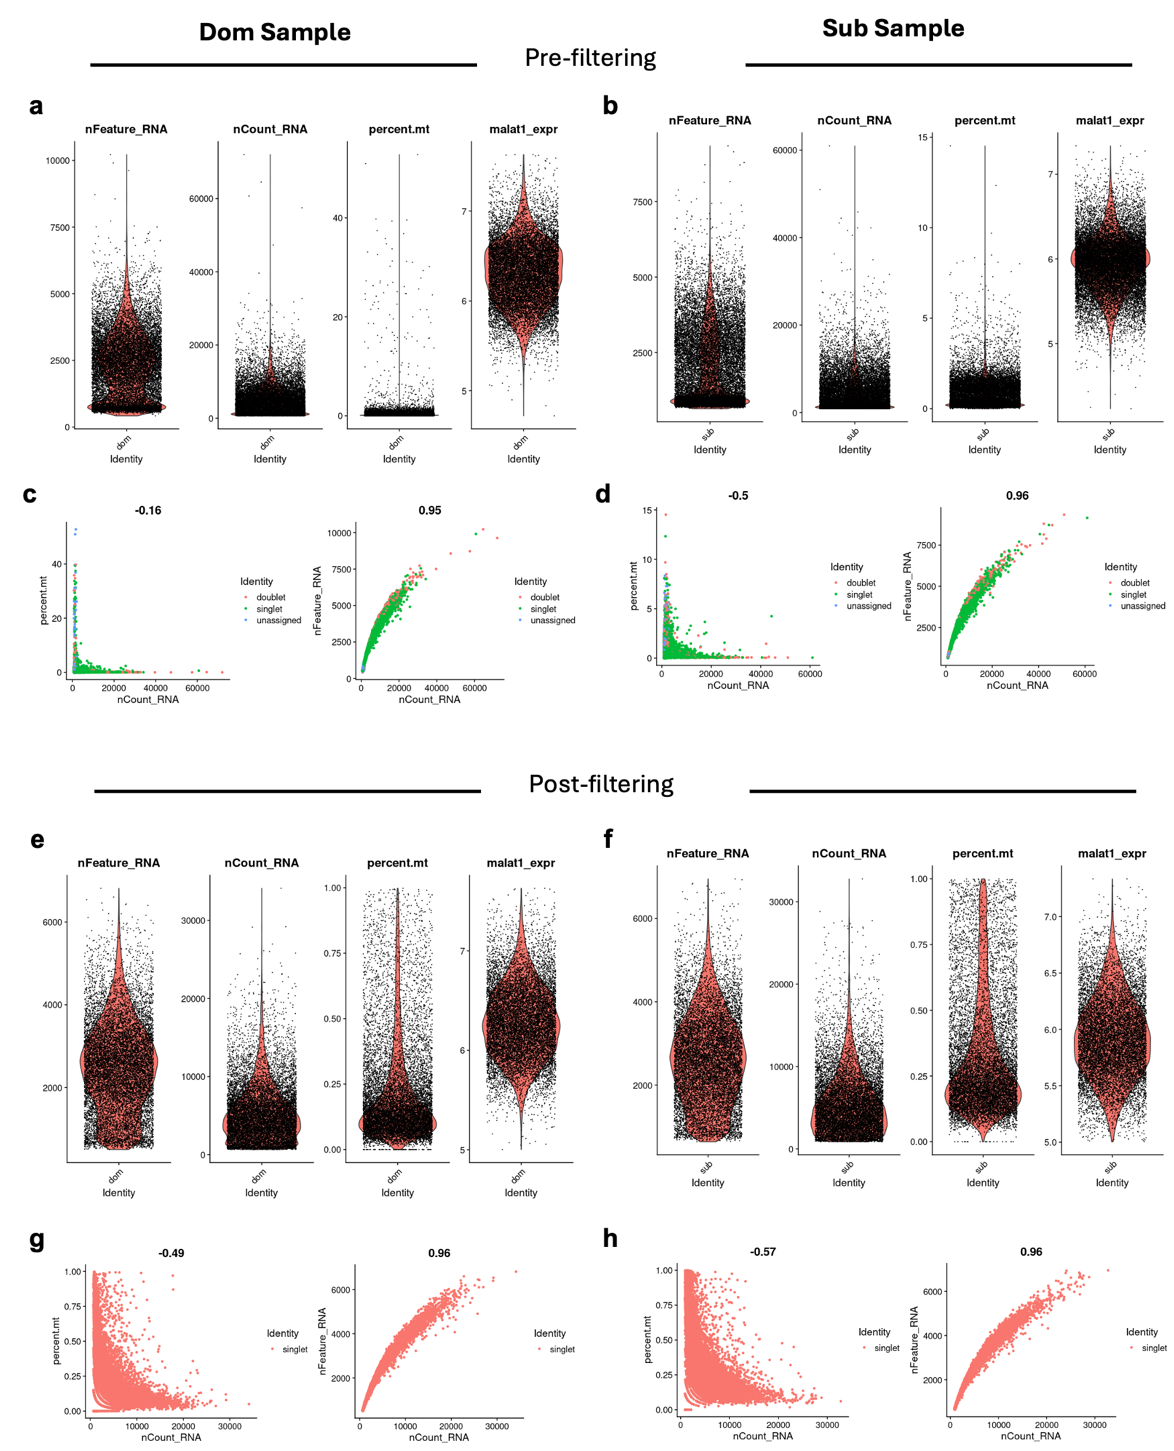 Dom Sample
Sub Sample
Pre-filtering
a
b
nFeature_RNA
nCount_RNA
percent.mt
malat1_expr
nFeature_RNA
nCount_RNA
percent.mt
malat1_expr
10000
7500
5000
2500
0
60000
40000
20000
0
40
20
0
7
6
5
7500
5000
2500
60000
40000
20000
0
15
10
5
0
7
6
5
dom
dom
dom
dom
sub
sub
sub
sub
Identity
Identity
Identity
Identity
Identity
Identity
Identity
Identity
c
d
-0.16
0.95
-0.5
0.96
percent.mt
40
20
0
0
20000
40000
60000
nCount_RNA
Identity
doublet
singlet
unassigned
nFeature_RNA
10000
7500
5000
2500
0
0
20000
40000
60000
nCount_RNA
Identity
doublet
singlet
unassigned
percent.mt
15
10
5
0
0
20000
40000
60000
nCount_RNA
Identity
doublet
singlet
unassigned
nFeature_RNA
7500
5000
2500
0
20000
40000
60000
nCount_RNA
Identity
doublet
singlet
unassigned
Post-filtering
e
f
nFeature_RNA
nCount_RNA
percent.mt
malat1_expr
nFeature_RNA
nCount_RNA
percent.mt
malat1_expr
6000
4000
2000
30000
20000
10000
0
1.00
0.75
0.50
0.25
0.00
7
6
5
6000
4000
2000
30000
20000
10000
0
1.00
0.75
0.50
0.25
0.00
7.0
6.5
6.0
5.5
5.0
dom
dom
dom
dom
sub
sub
sub
sub
Identity
Identity
Identity
Identity
Identity
Identity
Identity
Identity
g
h
-0.49
0.96
-0.57
0.96
percent.mt
1.00
0.75
0.50
0.25
0.00
0
10000
20000
30000
nCount_RNA
Identity
singlet
nFeature_RNA
6000
4000
2000
0
10000
20000
30000
nCount_RNA
Identity
singlet
percent.mt
1.00
0.75
0.50
0.25
0.00
0
10000
20000
30000
nCount_RNA
Identity
singlet
nFeature_RNA
6000
4000
2000
0
10000
20000
30000
nCount_RNA
Identity
singlet